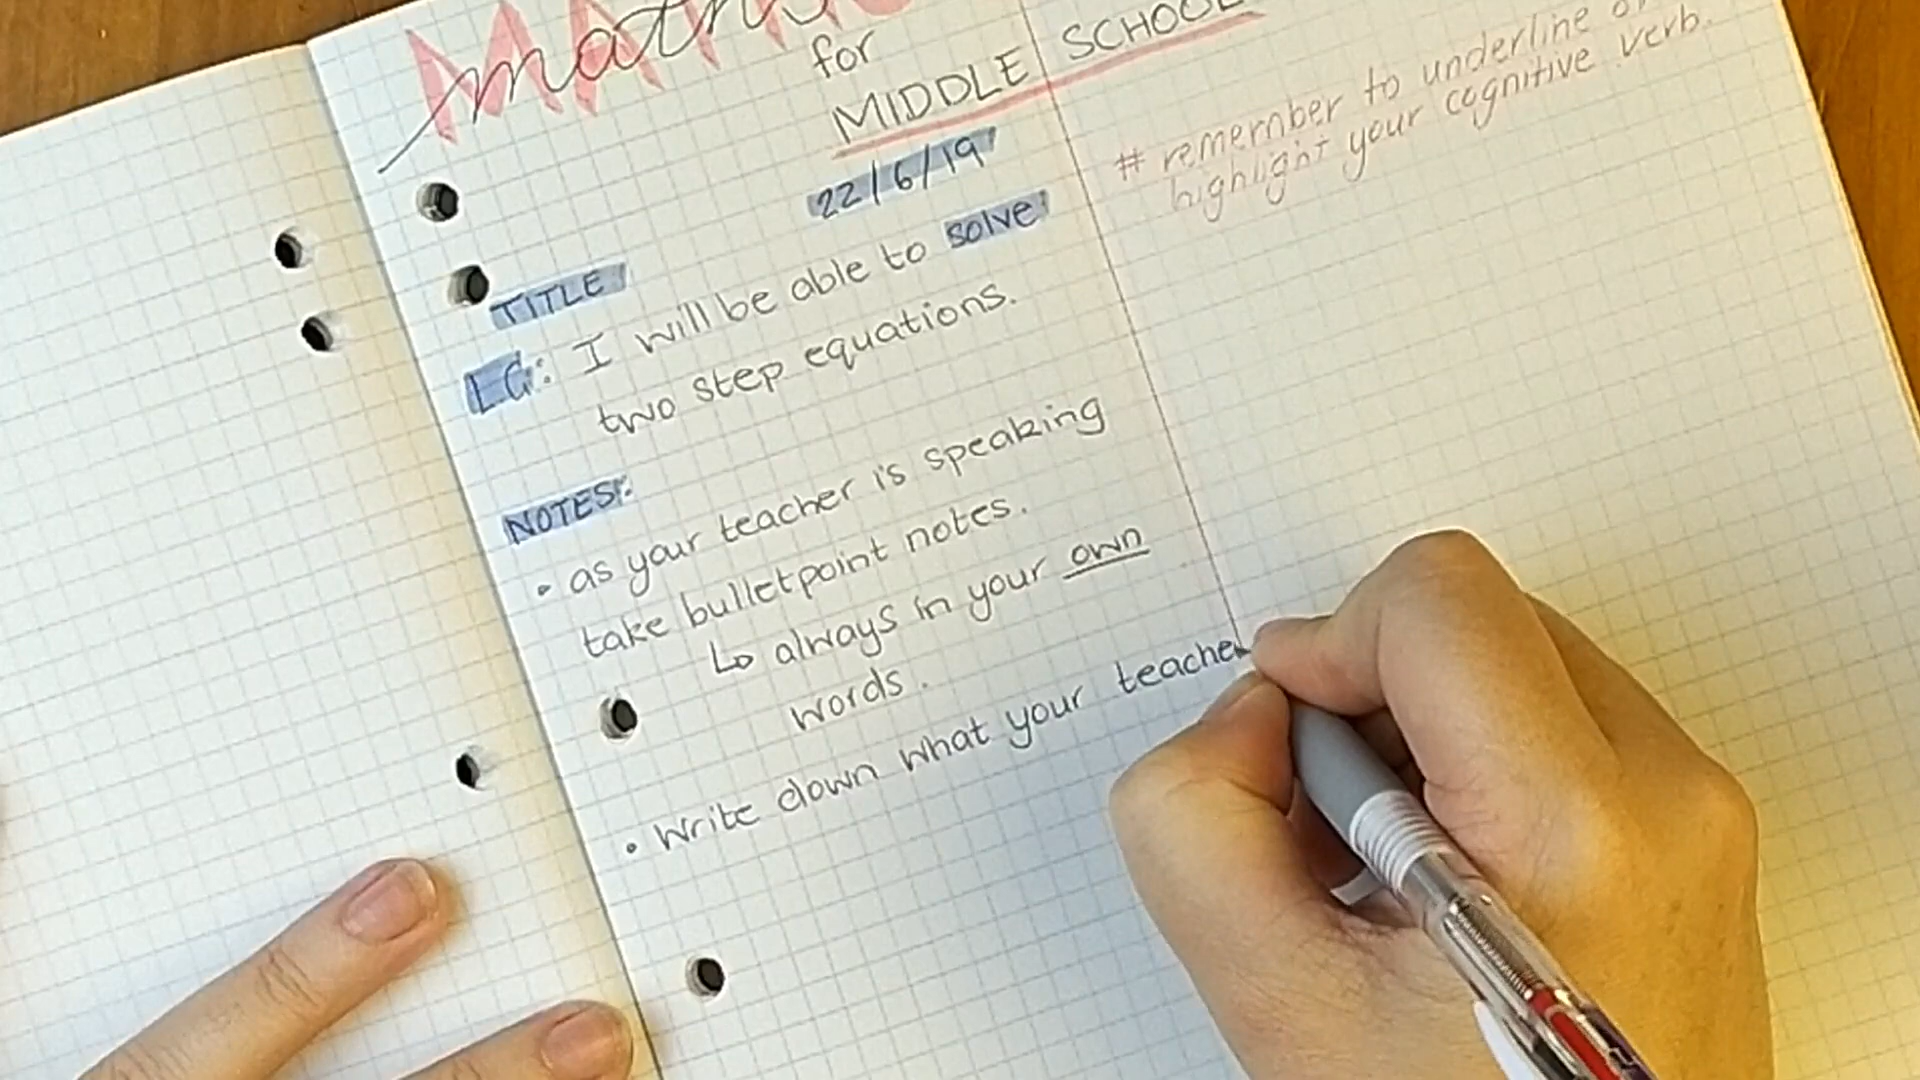 for
MIDDLE SCHOOL
22/6/19
# remember to underline or
highlight your cognitive verb.
TITLE
LG: I will be able to solve
two step equations.
NOTES:
• as your teacher is speaking
take bulletpoint notes.
↳ always in your own
words.
• Write down what your teacher